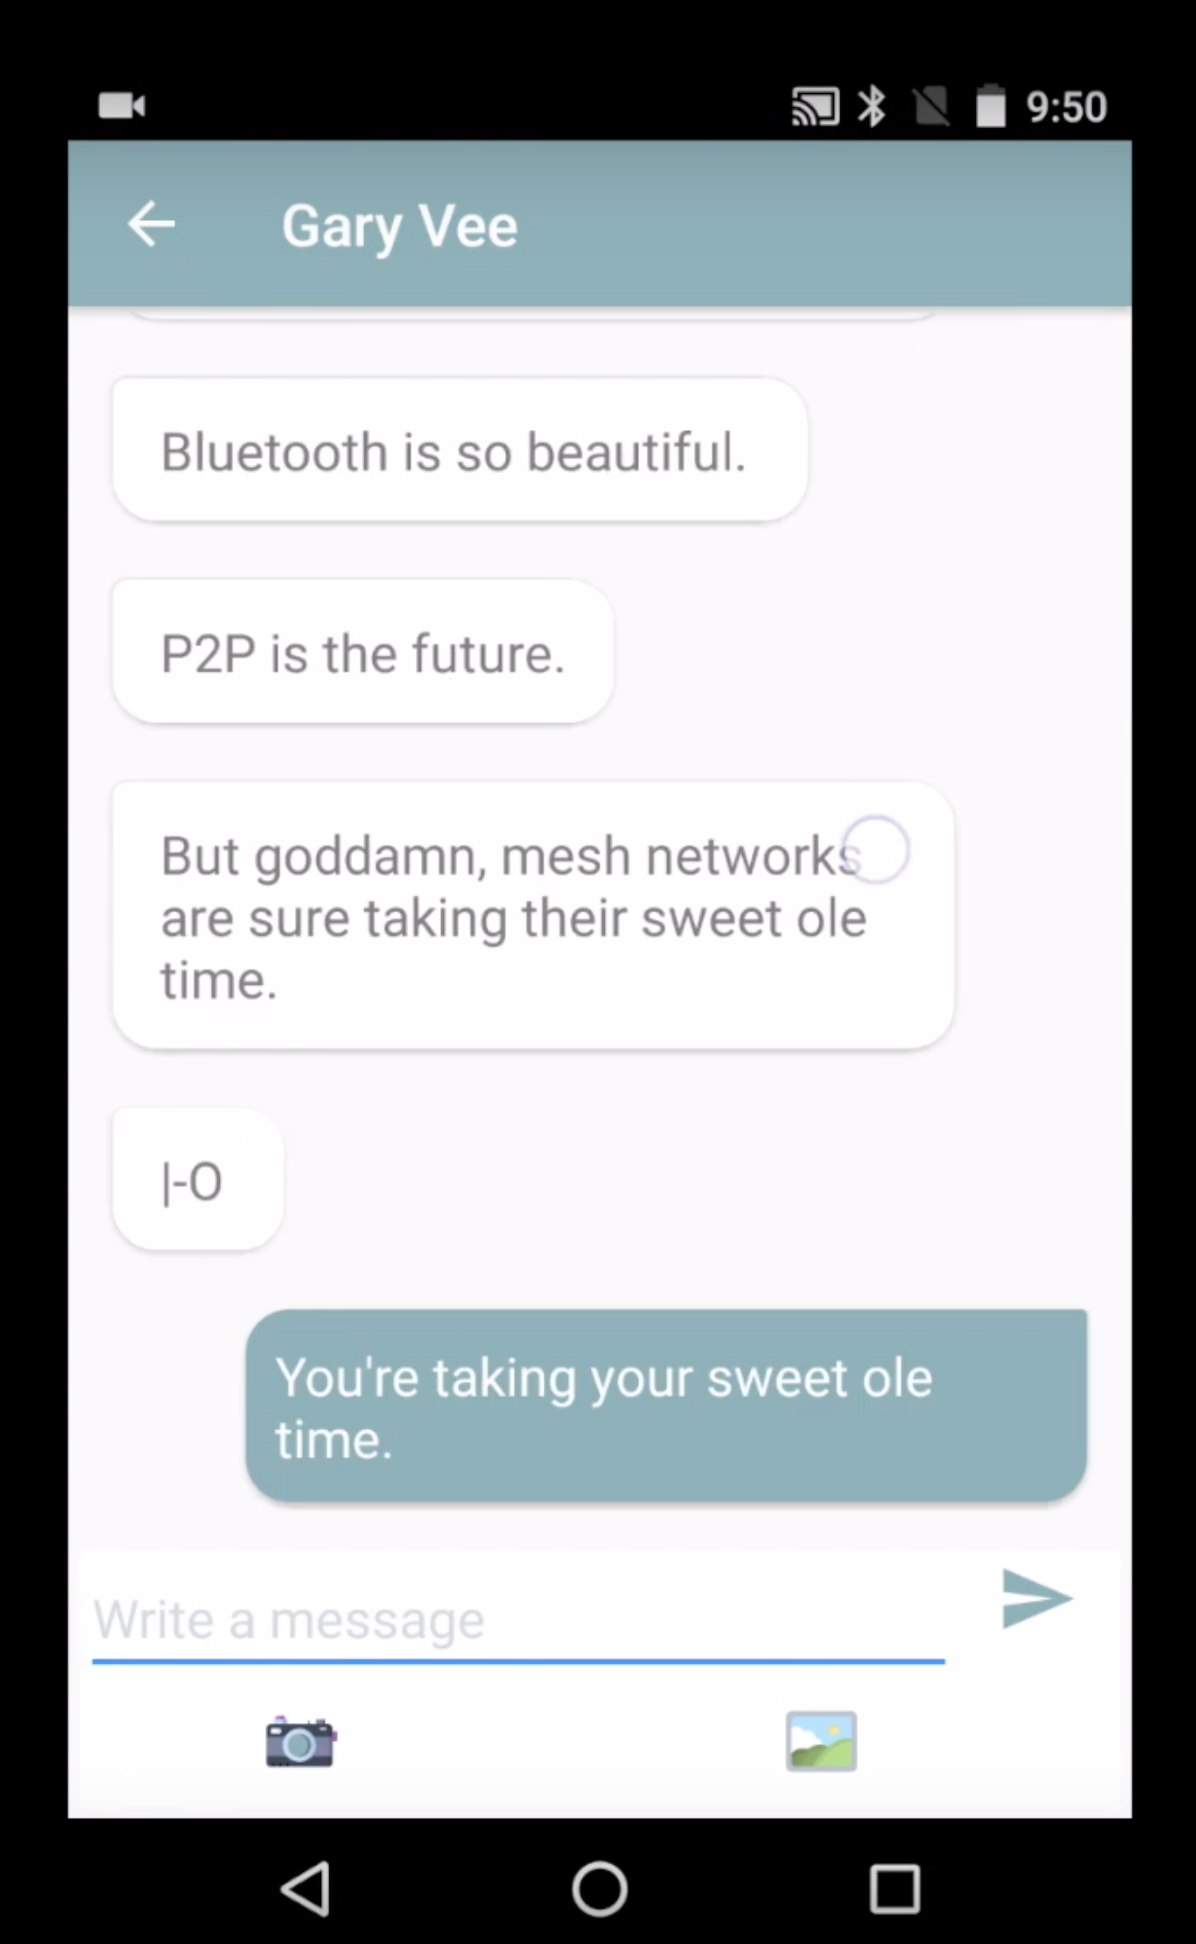 9:50
Gary Vee
Bluetooth is so beautiful.
P2P is the future.
But goddamn, mesh networks
are sure taking their sweet ole
time.
|-O
You're taking your sweet ole
time.
Write a message